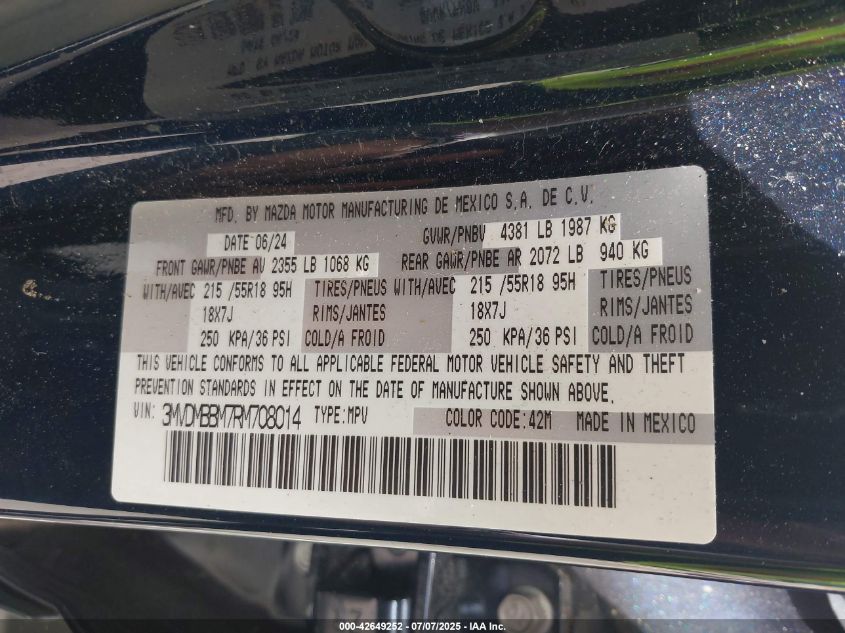 MFD. BY MAZDA MOTOR MANUFACTURING DE MEXICO S.A. DE C.V.
DATE 06/24 GVWR/PNBV 4381 LB 1987 KG
FRONT GAWR/PNBE AV 2355 LB 1068 KG REAR GAWR/PNBE AR 2072 LB 940 KG
WITH/AVEC 215 /55R18 95H TIRES/PNEUS WITH/AVEC 215 /55R18 95H TIRES/PNEUS
18X7J RIMS/JANTES 18X7J RIMS/JANTES
250 KPA/36 PSI COLD/A FROID 250 KPA/36 PSI COLD/A FROID
THIS VEHICLE CONFORMS TO ALL APPLICABLE FEDERAL MOTOR VEHICLE SAFETY AND THEFT
PREVENTION STANDARDS IN EFFECT ON THE DATE OF MANUFACTURE SHOWN ABOVE.
VIN: 3MVDMBBM7RM708014 TYPE:MPV COLOR CODE:42M MADE IN MEXICO
000-42649252 - 07/07/2025 - IAA Inc.